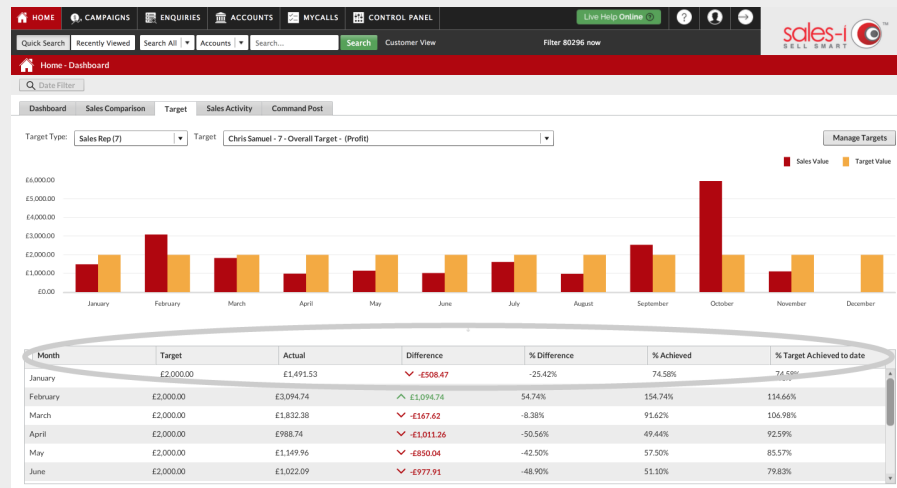 HOME CAMPAIGNS ENQUIRIES ACCOUNTS MYCALLS CONTROL PANEL Live Help Online ? ?
Quick Search Recently Viewed Search All Accounts Search... Search Customer View Filter 80296 now
sales-i
SELL SMART
TM
Home - Dashboard
Date Filter
Dashboard Sales Comparison Target Sales Activity Command Post
Target Type: Sales Rep (7) Target Chris Samuel - 7 - Overall Target - (Profit) Manage Targets
Sales Value Target Value
£6,000.00
£5,000.00
£4,000.00
£3,000.00
£2,000.00
£1,000.00
£0.00
January February March April May June July August September October November December
Month Target Actual Difference % Difference % Achieved % Target Achieved to date
January £2,000.00 £1,491.53 -£508.47 -25.42% 74.58% 74.58%
February £2,000.00 £3,094.74 £1,094.74 54.74% 154.74% 114.66%
March £2,000.00 £1,832.38 -£167.62 -8.38% 91.62% 106.98%
April £2,000.00 £988.74 -£1,011.26 -50.56% 49.44% 92.59%
May £2,000.00 £1,149.96 -£850.04 -42.50% 57.50% 85.57%
June £2,000.00 £1,022.09 -£977.91 -48.90% 51.10% 79.83%